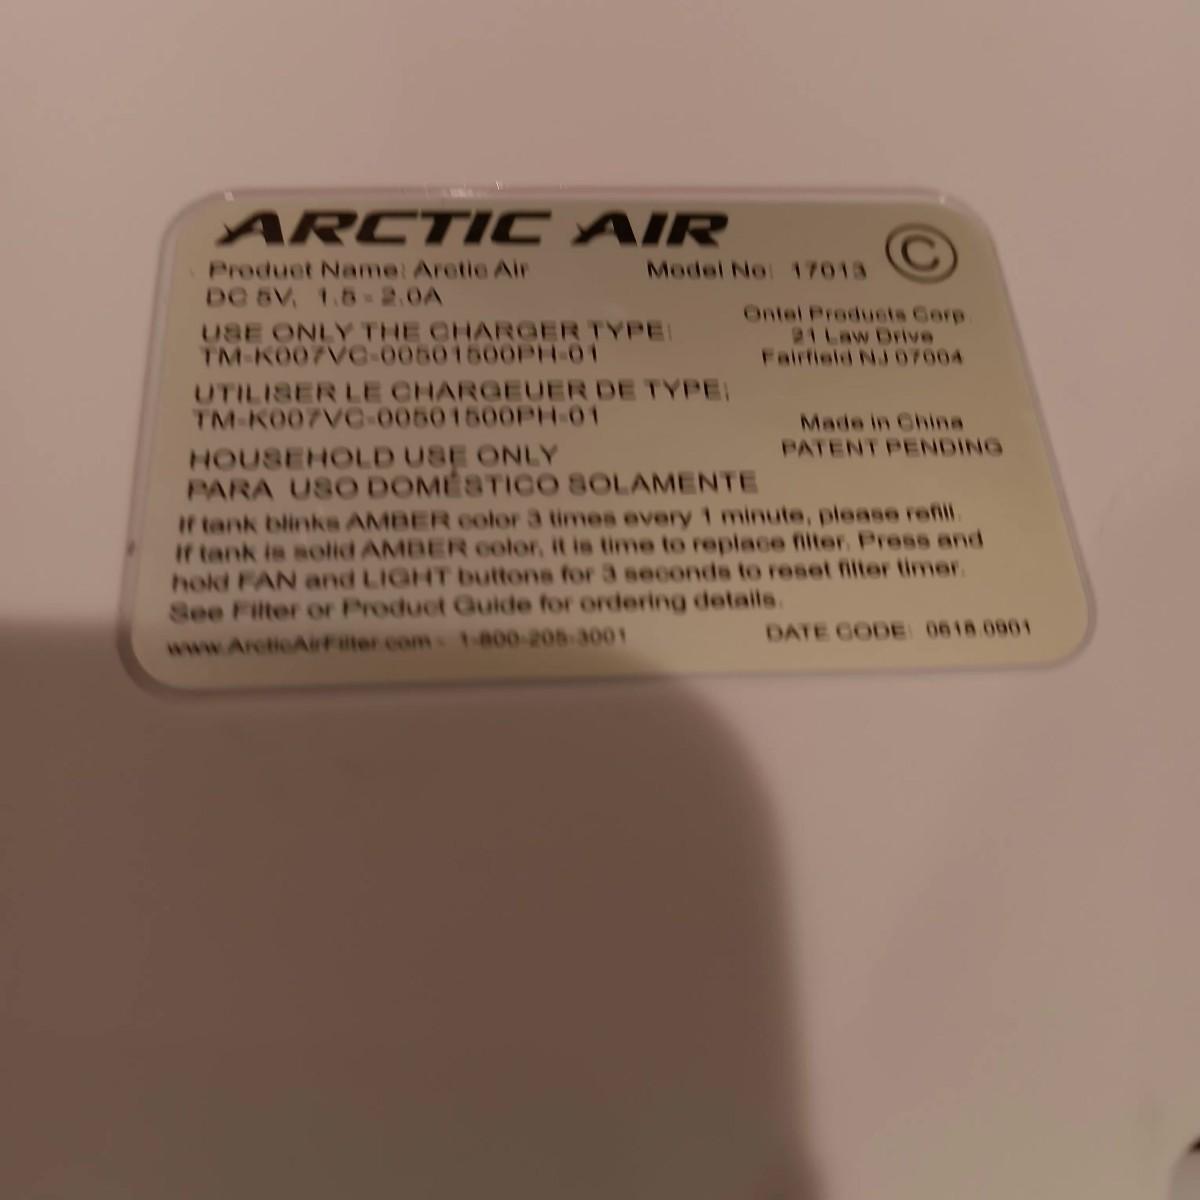 ARCTIC AIR
©
Product Name: Arctic Air
Model No: 17013
DC 5V, 1.5 - 2.0A
Ontel Products Corp.
21 Law Drive
Fairfield NJ 07004
USE ONLY THE CHARGER TYPE:
TM-K007VC-00501500PH-01
UTILISER LE CHARGEUER DE TYPE:
TM-K007VC-00501500PH-01
Made in China
PATENT PENDING
HOUSEHOLD USE ONLY
PARA USO DOMÉSTICO SOLAMENTE
If tank blinks AMBER color 3 times every 1 minute, please refill.
If tank is solid AMBER color, it is time to replace filter. Press and
hold FAN and LIGHT buttons for 3 seconds to reset filter timer.
See Filter or Product Guide for ordering details.
www.ArcticAirFilter.com - 1-800-205-3001
DATE CODE: 0618.0901